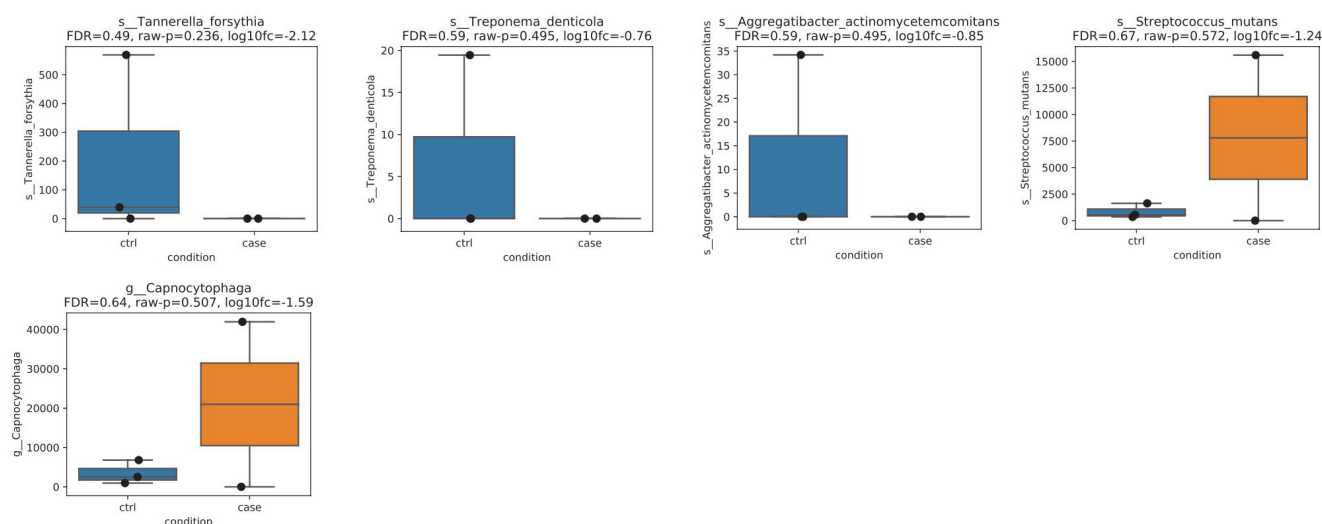 s__Tannerella_forsythia
FDR=0.49, raw-p=0.236, log10fc=-2.12
s__Tannerella_forsythia
500
400
300
200
100
0
ctrl
case
condition
s__Treponema_denticola
FDR=0.59, raw-p=0.495, log10fc=-0.76
s__Treponema_denticola
20
15
10
5
0
ctrl
case
condition
s__Aggregatibacter_actinomycetemcomitans
FDR=0.59, raw-p=0.495, log10fc=-0.85
s__Aggregatibacter_actinomycetemcomitans
35
30
25
20
15
10
5
0
ctrl
case
condition
s__Streptococcus_mutans
FDR=0.67, raw-p=0.572, log10fc=-1.24
s__Streptococcus_mutans
15000
12500
10000
7500
5000
2500
0
ctrl
case
condition
g__Capnocytophaga
FDR=0.64, raw-p=0.507, log10fc=-1.59
g__Capnocytophaga
40000
30000
20000
10000
0
ctrl
case
condition